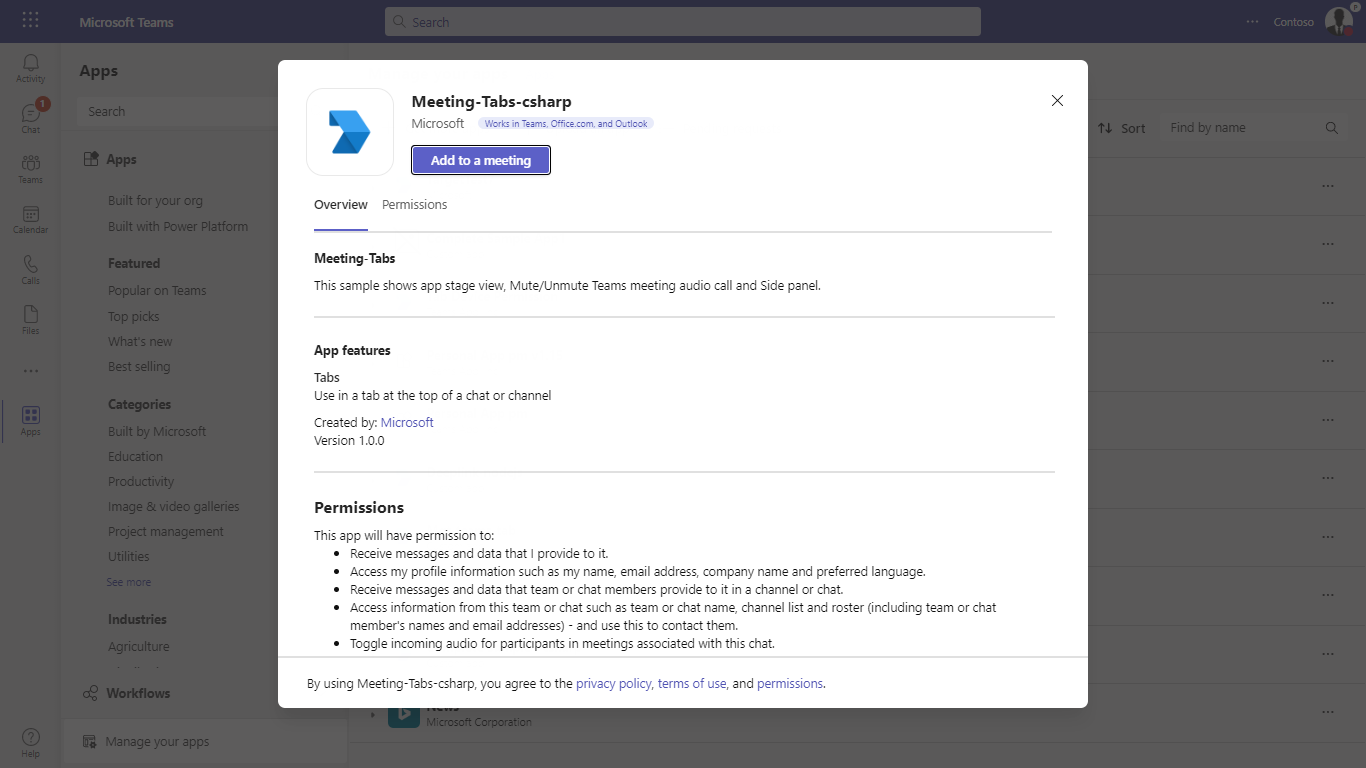 Microsoft Teams
Search
Contoso
P
Activity
1
Chat
Teams
Calendar
Calls
Files
Apps
Help
Apps
Search
Apps
Built for your org
Built with Power Platform
Featured
Popular on Teams
Top picks
What's new
Best selling
Categories
Built by Microsoft
Education
Productivity
Image & video galleries
Project management
Utilities
See more
Industries
Agriculture
Workflows
Manage your apps
Sort
Find by name
Meeting-Tabs-csharp
Microsoft
Works in Teams, Office.com, and Outlook
Add to a meeting
Overview
Permissions
Meeting-Tabs
This sample shows app stage view, Mute/Unmute Teams meeting audio call and Side panel.
App features
Tabs
Use in a tab at the top of a chat or channel
Created by: Microsoft
Version 1.0.0
Permissions
This app will have permission to:
• Receive messages and data that I provide to it.
• Access my profile information such as my name, email address, company name and preferred language.
• Receive messages and data that team or chat members provide to it in a channel or chat.
• Access information from this team or chat such as team or chat name, channel list and roster (including team or chat
member's names and email addresses) - and use this to contact them.
• Toggle incoming audio for participants in meetings associated with this chat.
By using Meeting-Tabs-csharp, you agree to the privacy policy, terms of use, and permissions.
News
Microsoft Corporation